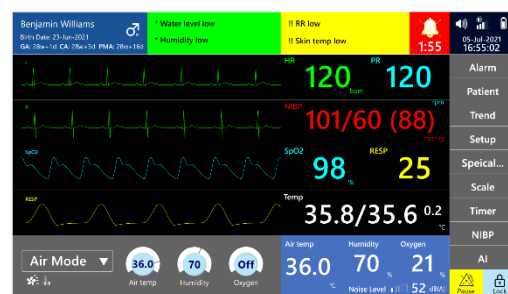 Benjamin Williams
Birth Date: 23-Jun-2021
GA: 28w+1d CA: 28w+3d PMA: 28w+16d
* Water level low
* Humidity low
!! RR low
!! Skin temp low
1:55
05-Jul-2021
16:55:02
I
HR
120
bpm
PR
120
II
NIBP
101/60 (88)
rpm
mmHg
SpO2
SpO2
98
%
RESP
25
RESP
Temp
35.8/35.6 0.2
°C
Air Mode ▼
36.0
Air temp
70
Humidity
Off
Oxygen
Air temp
36.0
°C
Humidity
70
%
Oxygen
21
%
Noise Level 52 dB(A)
Alarm
Patient
Trend
Setup
Speical...
Scale
Timer
NIBP
AI
Pause
Lock